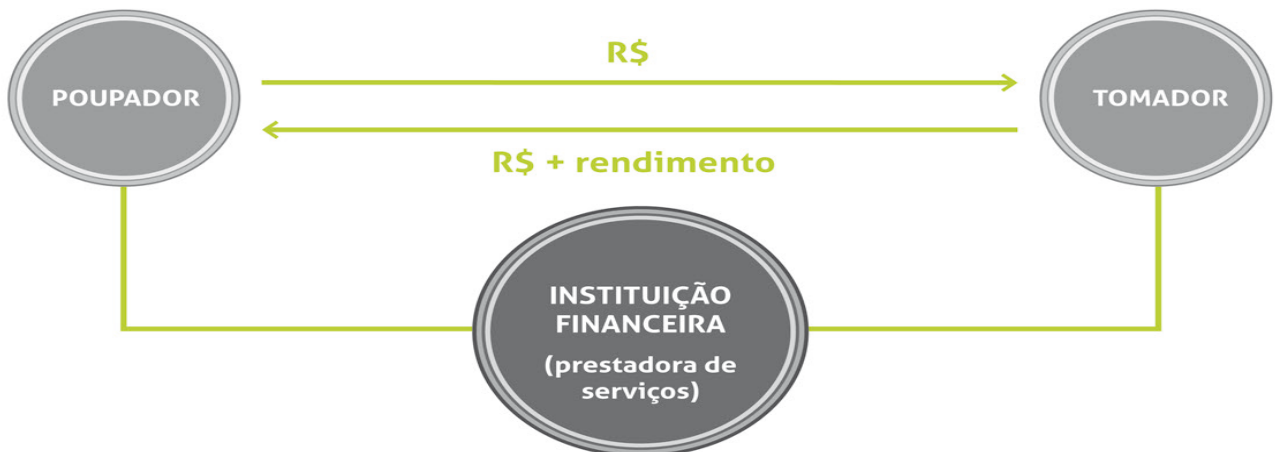 R$
POUPADOR
TOMADOR
R$ + rendimento
INSTITUIÇÃO
FINANCEIRA
(prestadora de
serviços)